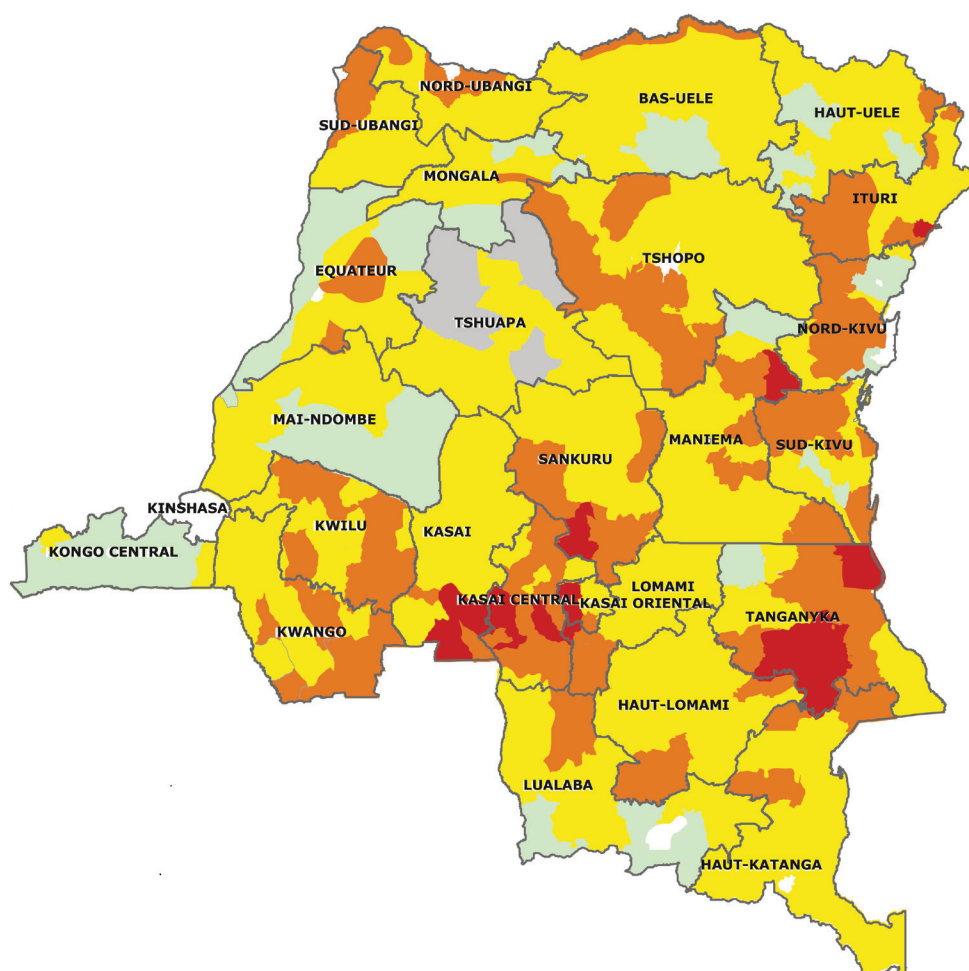 NORD-UBANGI
BAS-UELE
HAUT-UELE
SUD-UBANGI
MONGALA
ITURI
EQUATEUR
TSHOPO
TSHUAPA
NORD-KIVU
MAI-NDOMBE
MANIEMA
SUD-KIVU
SANKURU
KINSHASA
KWILU
KASAI
KONGO CENTRAL
LOMAMI
KASAI CENTRAL
KASAI ORIENTAL
TANGANYKA
KWANGO
HAUT-LOMAMI
LUALABA
HAUT-KATANGA